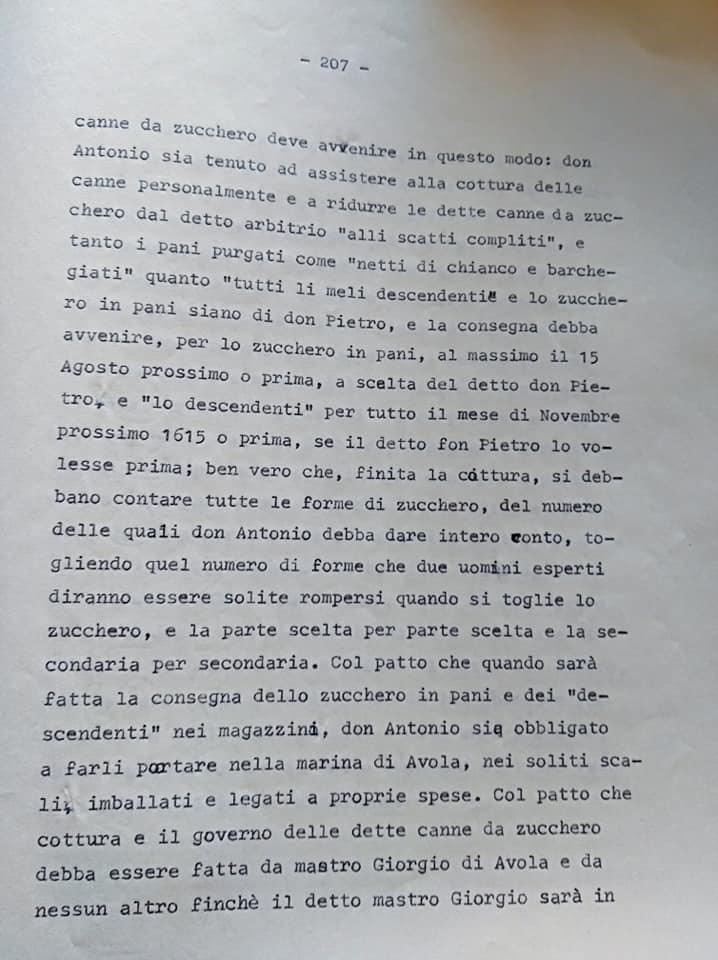 - 207 -
canne da zucchero deve avvenire in questo modo: don
Antonio sia tenuto ad assistere alla cottura delle
canne personalmente e a ridurre le dette canne da zuc-
chero dal detto arbitrio "alli scatti compliti", e
tanto i pani purgati come "netti di chianco e barche-
giati" quanto "tutti li meli descendenti" e lo zucche-
ro in pani siano di don Pietro, e la consegna debba
avvenire, per lo zucchero in pani, al massimo il 15
Agosto prossimo o prima, a scelta del detto don Pie-
tro, e "lo descendenti" per tutto il mese di Novembre
prossimo 1615 o prima, se il detto fon Pietro lo vo-
lesse prima; ben vero che, finita la cottura, si deb-
bano contare tutte le forme di zucchero, del numero
delle quali don Antonio debba dare intero conto, to-
gliendo quel numero di forme che due uomini esperti
diranno essere solite rompersi quando si toglie lo
zucchero, e la parte scelta per parte scelta e la se-
condaria per secondaria. Col patto che quando sarà
fatta la consegna dello zucchero in pani e dei "de-
scendenti" nei magazzini, don Antonio sia obbligato
a farli portare nella marina di Avola, nei soliti sca-
li, imballati e legati a proprie spese. Col patto che
cottura e il governo delle dette canne da zucchero
debba essere fatta da mastro Giorgio di Avola e da
nessun altro finchè il detto mastro Giorgio sarà in